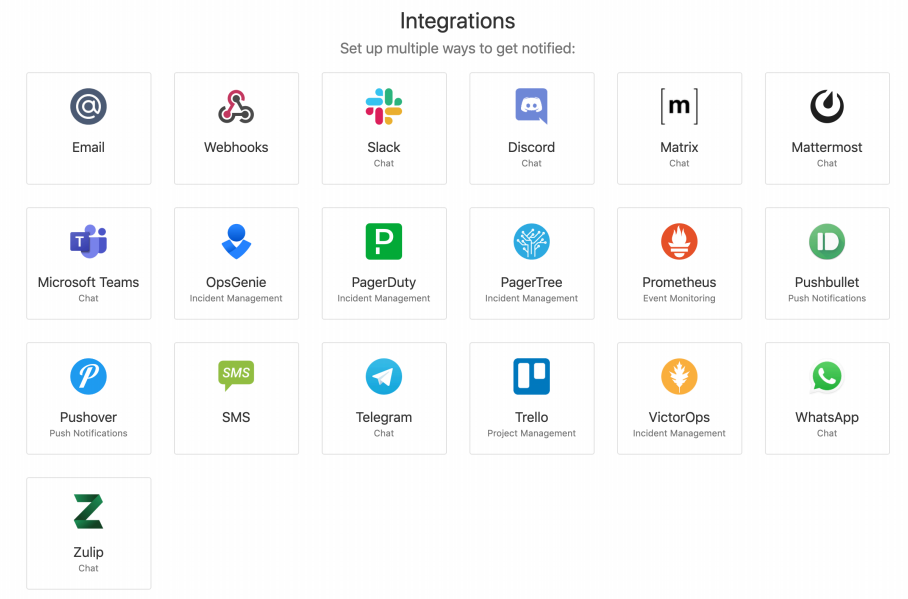 Integrations
Set up multiple ways to get notified:
Email
Webhooks
Slack
Chat
Discord
Chat
[m]
Matrix
Chat
Mattermost
Chat
T
Microsoft Teams
Chat
OpsGenie
Incident Management
P
PagerDuty
Incident Management
PagerTree
Incident Management
Prometheus
Event Monitoring
Pushbullet
Push Notifications
Pushover
Push Notifications
SMS
SMS
Telegram
Chat
Trello
Project Management
VictorOps
Incident Management
WhatsApp
Chat
Zulip
Chat